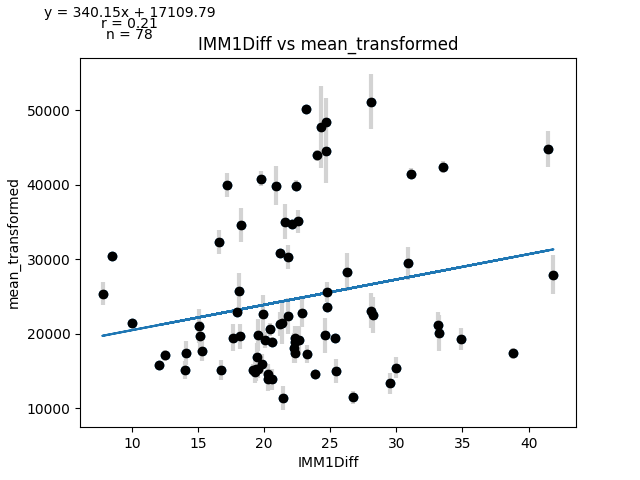 y = 340.15x + 17109.79
r = 0.21
n = 78
IMM1Diff vs mean_transformed
mean_transformed
50000
40000
30000
20000
10000
10 15 20 25 30 35 40
IMM1Diff